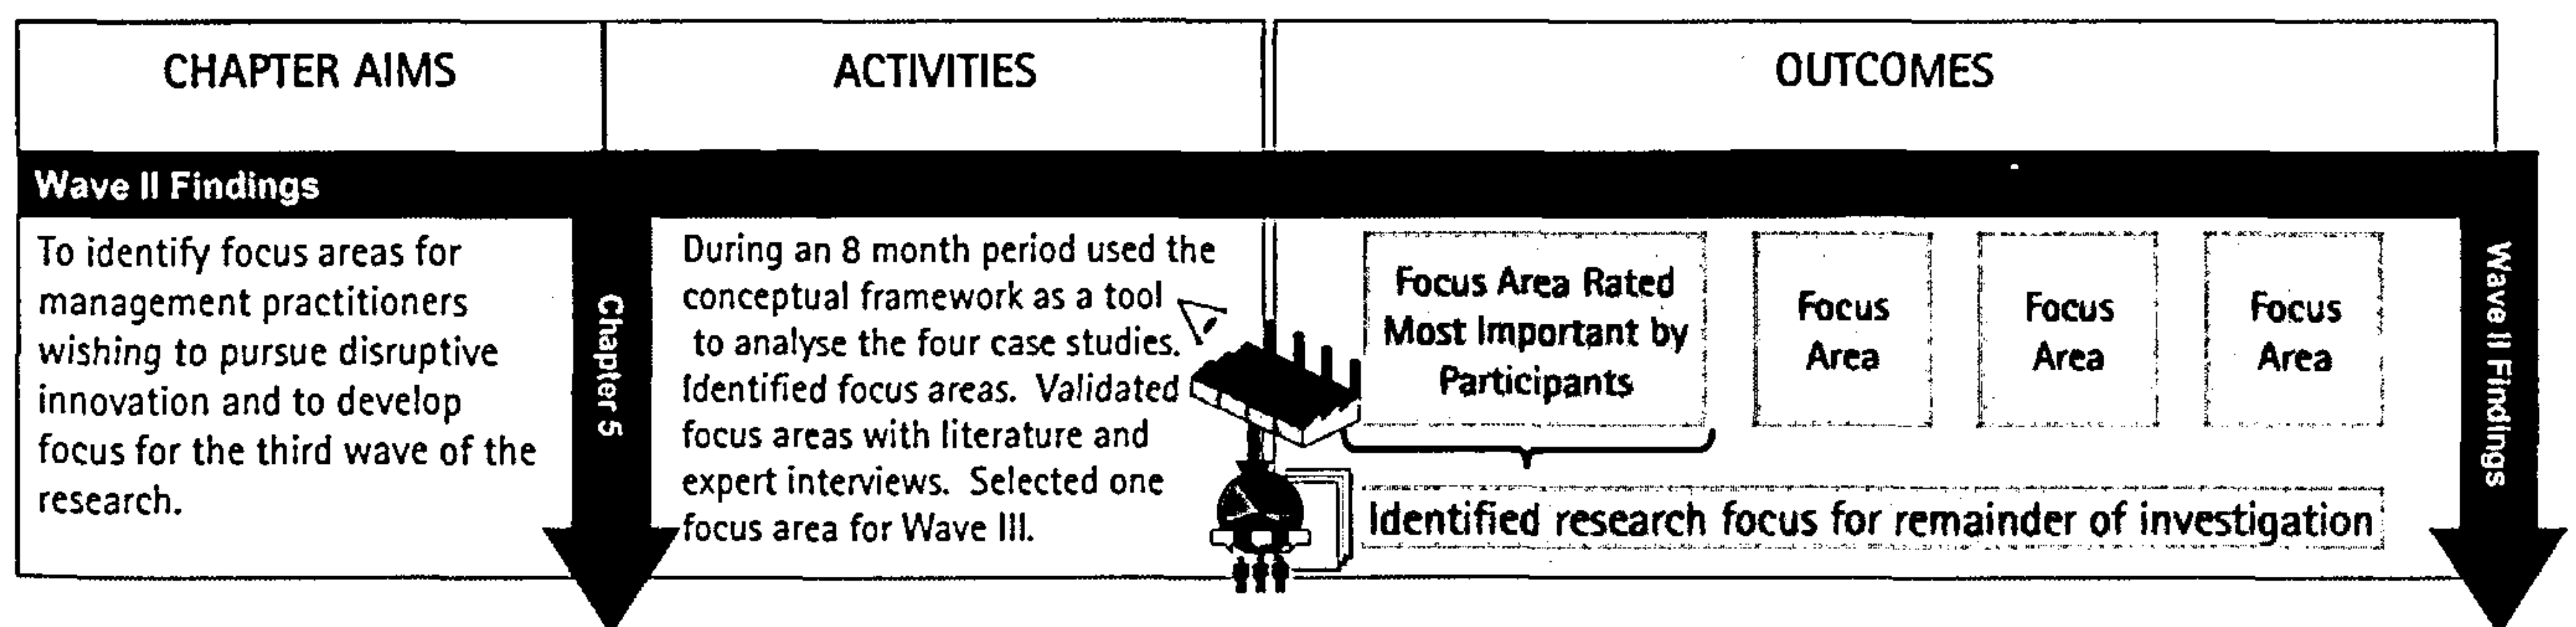 CHAPTER AIMS
ACTIVITIES
OUTCOMES
Wave II Findings
To identify focus areas for
management practitioners
wishing to pursue disruptive
innovation and to develop
focus for the third wave of the
research.
Chapter 5
During an 8 month period used the
conceptual framework as a tool
to analyse the four case studies.
Identified focus areas. Validated
focus areas with literature and
expert interviews. Selected one
focus area for Wave III.
Focus Area Rated
Most Important by
Participants
Focus
Area
Focus
Area
Focus
Area
Identified research focus for remainder of investigation
Wave II Findings